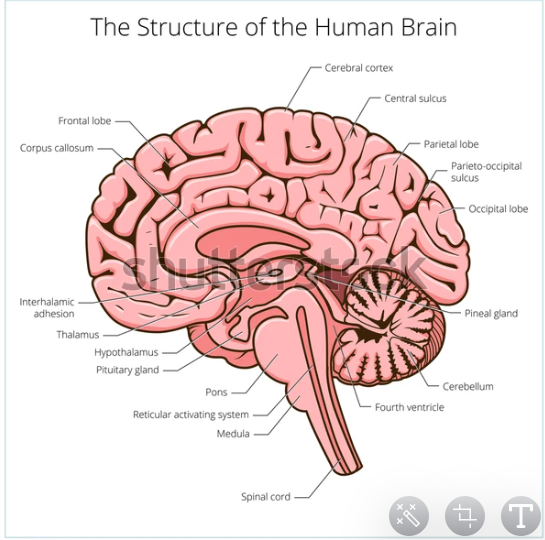 The Structure of the Human Brain
Cerebral cortex
Central sulcus
Frontal lobe
Parietal lobe
Corpus callosum
Parieto-occipital
sulcus
Occipital lobe
shutterstock
Interhalamic
adhesion
Pineal gland
Thalamus
Hypothalamus
Pituitary gland
Cerebellum
Pons
Fourth ventricle
Reticular activating system
Medula
Spinal cord
T